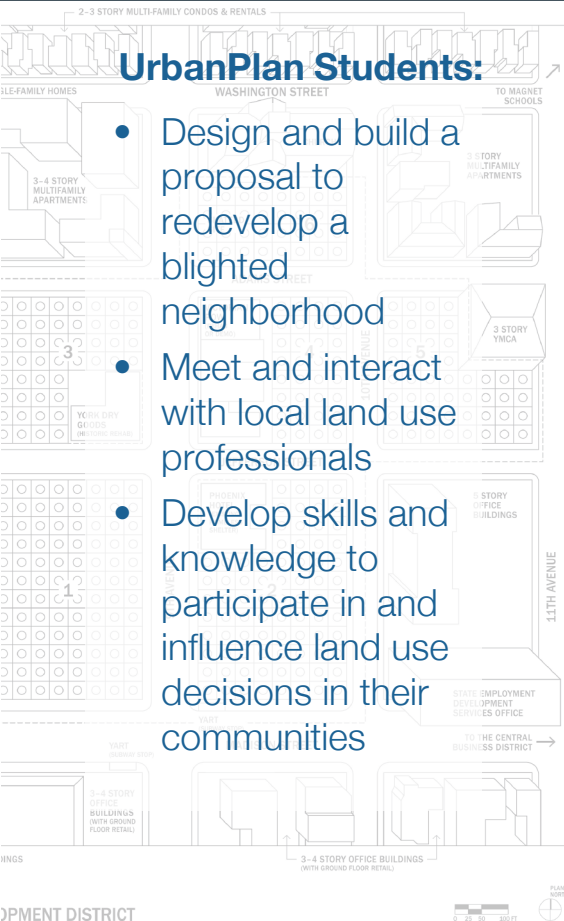 2–3 STORY MULTI-FAMILY CONDOS & RENTALS
UrbanPlan Students:
GLE-FAMILY HOMES
WASHINGTON STREET
TO MAGNET
SCHOOLS
• Design and build a
proposal to
redevelop a
blighted
neighborhood
3–4 STORY
MULTIFAMILY
APARTMENTS
3 STORY
MULTIFAMILY
APARTMENTS
3
3 STORY
YMCA
• Meet and interact
with local land use
professionals
YORK DRY
GOODS
• Develop skills and
knowledge to
participate in and
influence land use
decisions in their
communities
5 STORY
OFFICE
BUILDINGS
1
2
11TH AVENUE
STATE EMPLOYMENT
DEVELOPMENT
SERVICES OFFICE
YART
TO THE CENTRAL
BUSINESS DISTRICT
3–4 STORY
OFFICE
BUILDINGS
(WITH GROUND
FLOOR RETAIL)
DINGS
3–4 STORY OFFICE BUILDINGS
(WITH GROUND FLOOR RETAIL)
OPMENT DISTRICT
0 25 50 100 FT
PLAN
NORTH